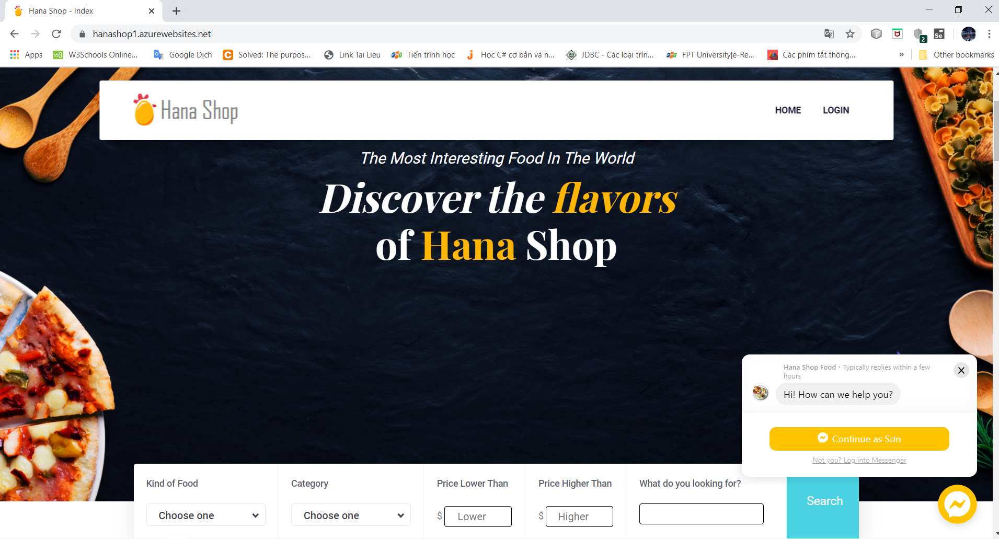 Hana Shop - Index
hanashop1.azurewebsites.net
2
Se
Apps
W3Schools Online...
Google Dịch
Solved: The purpos...
Link Tai Lieu
Tiến trình học
Học C# cơ bản và n...
JDBC - Các loại trìn...
FPT University|e-Re...
Các phím tắt thông...
»
Other bookmarks
Hana Shop
HOME
LOGIN
The Most Interesting Food In The World
Discover the flavors
of Hana Shop
Hana Shop Food · Typically replies within a few
hours
Hi! How can we help you?
Continue as Sơn
Not you? Log into Messenger
Kind of Food
Category
Price Lower Than
Price Higher Than
What do you looking for?
Choose one
Choose one
$ Lower
$ Higher
Search